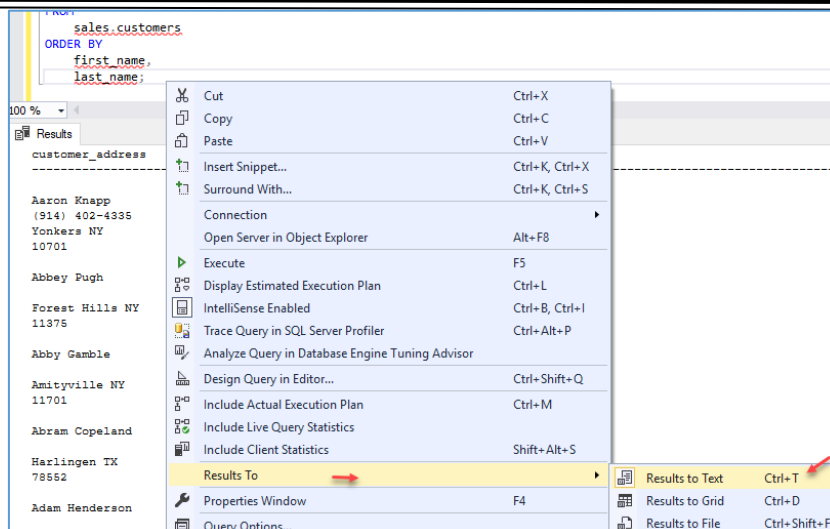 FROM
sales.customers
ORDER BY
first_name,
last_name;
100 %
Results
customer_address
Aaron Knapp
(914) 402-4335
Yonkers NY
10701
Abbey Pugh
Forest Hills NY
11375
Abby Gamble
Amityville NY
11701
Abram Copeland
Harlingen TX
78552
Adam Henderson
Cut Ctrl+X
Copy Ctrl+C
Paste Ctrl+V
Insert Snippet... Ctrl+K, Ctrl+X
Surround With... Ctrl+K, Ctrl+S
Connection
Open Server in Object Explorer Alt+F8
Execute F5
Display Estimated Execution Plan Ctrl+L
IntelliSense Enabled Ctrl+B, Ctrl+I
Trace Query in SQL Server Profiler Ctrl+Alt+P
Analyze Query in Database Engine Tuning Advisor
Design Query in Editor... Ctrl+Shift+Q
Include Actual Execution Plan Ctrl+M
Include Live Query Statistics
Include Client Statistics Shift+Alt+S
Results To
Properties Window F4
Query Options...
Results to Text Ctrl+T
Results to Grid Ctrl+D
Results to File Ctrl+Shift+F